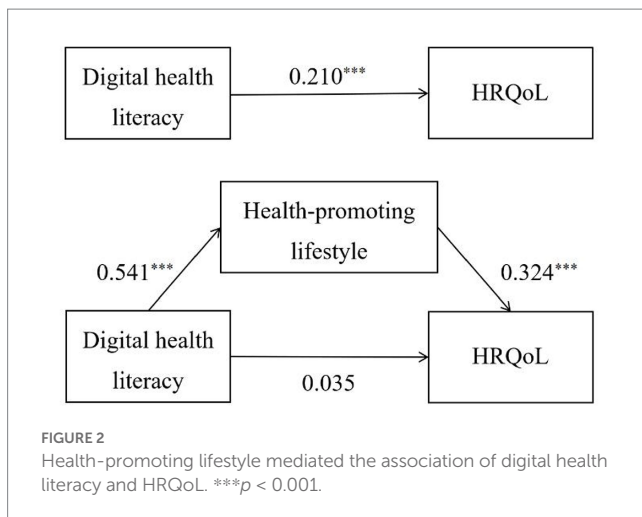 Digital health
literacy
0.210***
HRQoL
Health-promoting
lifestyle
0.541***
0.324***
Digital health
literacy
0.035
HRQoL
FIGURE 2
Health-promoting lifestyle mediated the association of digital health
literacy and HRQoL. ***p < 0.001.